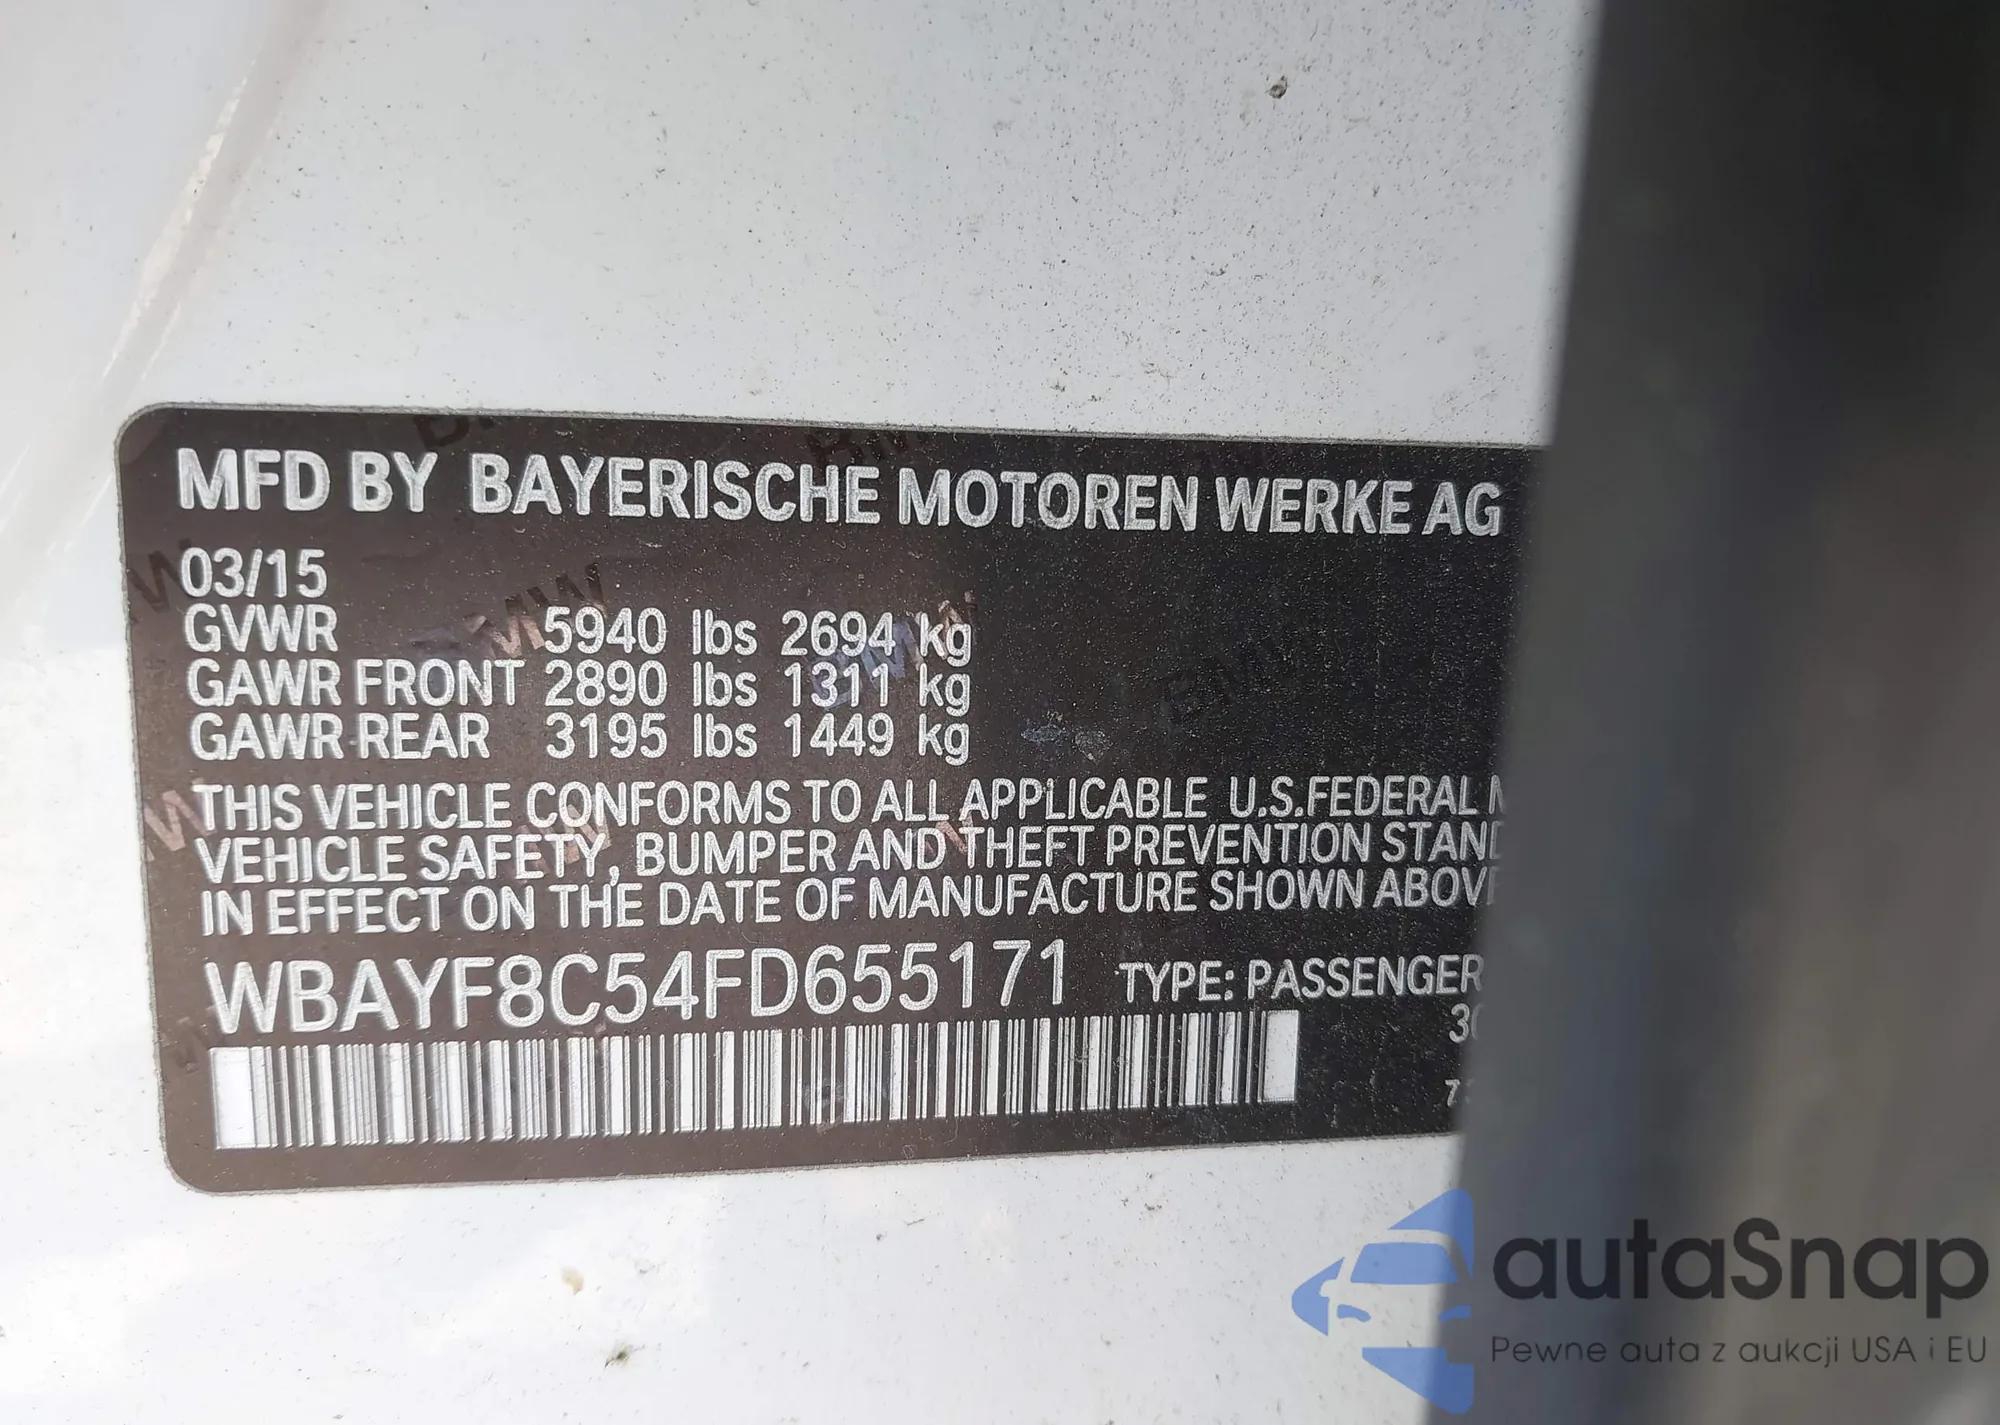 MFD BY BAYERISCHE MOTOREN WERKE AG
03/15
GVWR 5940 lbs 2694 kg
GAWR FRONT 2890 lbs 1311 kg
GAWR REAR 3195 lbs 1449 kg
THIS VEHICLE CONFORMS TO ALL APPLICABLE U.S.FEDERAL
VEHICLE SAFETY, BUMPER AND THEFT PREVENTION STAND
IN EFFECT ON THE DATE OF MANUFACTURE SHOWN ABOVE
WBAYF8C54FD655171 TYPE: PASSENGER
autaSnap
Pewne auta z aukcji USA i EU